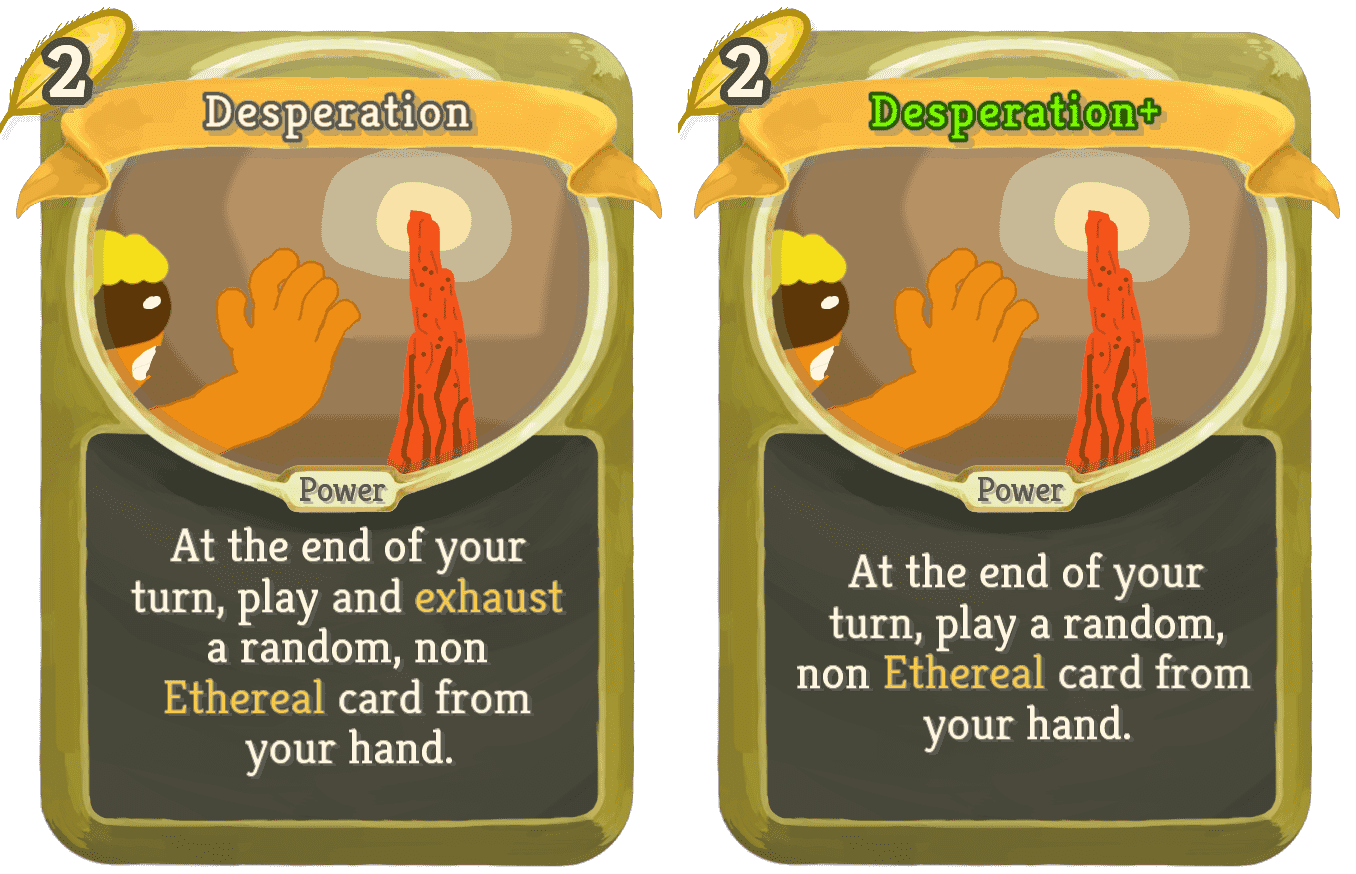 2
Desperation
Power
At the end of your
turn, play and exhaust
a random, non
Ethereal card from
your hand.
2
Desperation+
Power
At the end of your
turn, play a random,
non Ethereal card from
your hand.